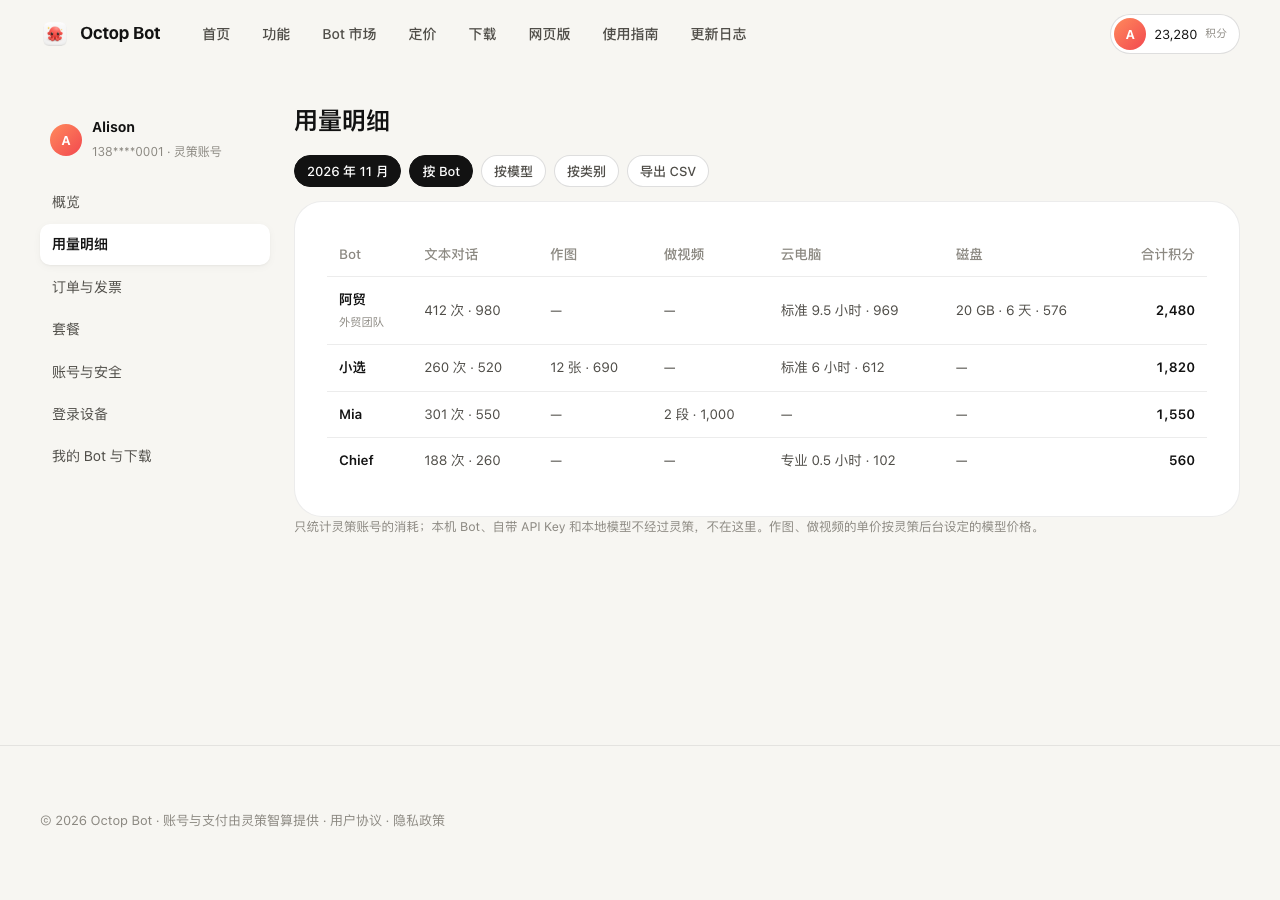 Octop Bot 首页 功能 Bot 市场 定价 下载 网页版 使用指南 更新日志 A 23,280 积分
A Alison
138****0001 · 灵策账号
概览
用量明细
订单与发票
套餐
账号与安全
登录设备
我的 Bot 与下载
用量明细
2026 年 11 月 按 Bot 按模型 按类别 导出 CSV
Bot 文本对话 作图 做视频 云电脑 磁盘 合计积分
阿贸 外贸团队 412 次 · 980 — — 标准 9.5 小时 · 969 20 GB · 6 天 · 576 2,480
小选 260 次 · 520 12 张 · 690 — 标准 6 小时 · 612 — 1,820
Mia 301 次 · 550 — 2 段 · 1,000 — — 1,550
Chief 188 次 · 260 — — 专业 0.5 小时 · 102 — 560
只统计灵策账号的消耗；本机 Bot、自带 API Key 和本地模型不经过灵策，不在这里。作图、做视频的单价按灵策后台设定的模型价格。
© 2026 Octop Bot · 账号与支付由灵策智算提供 · 用户协议 · 隐私政策